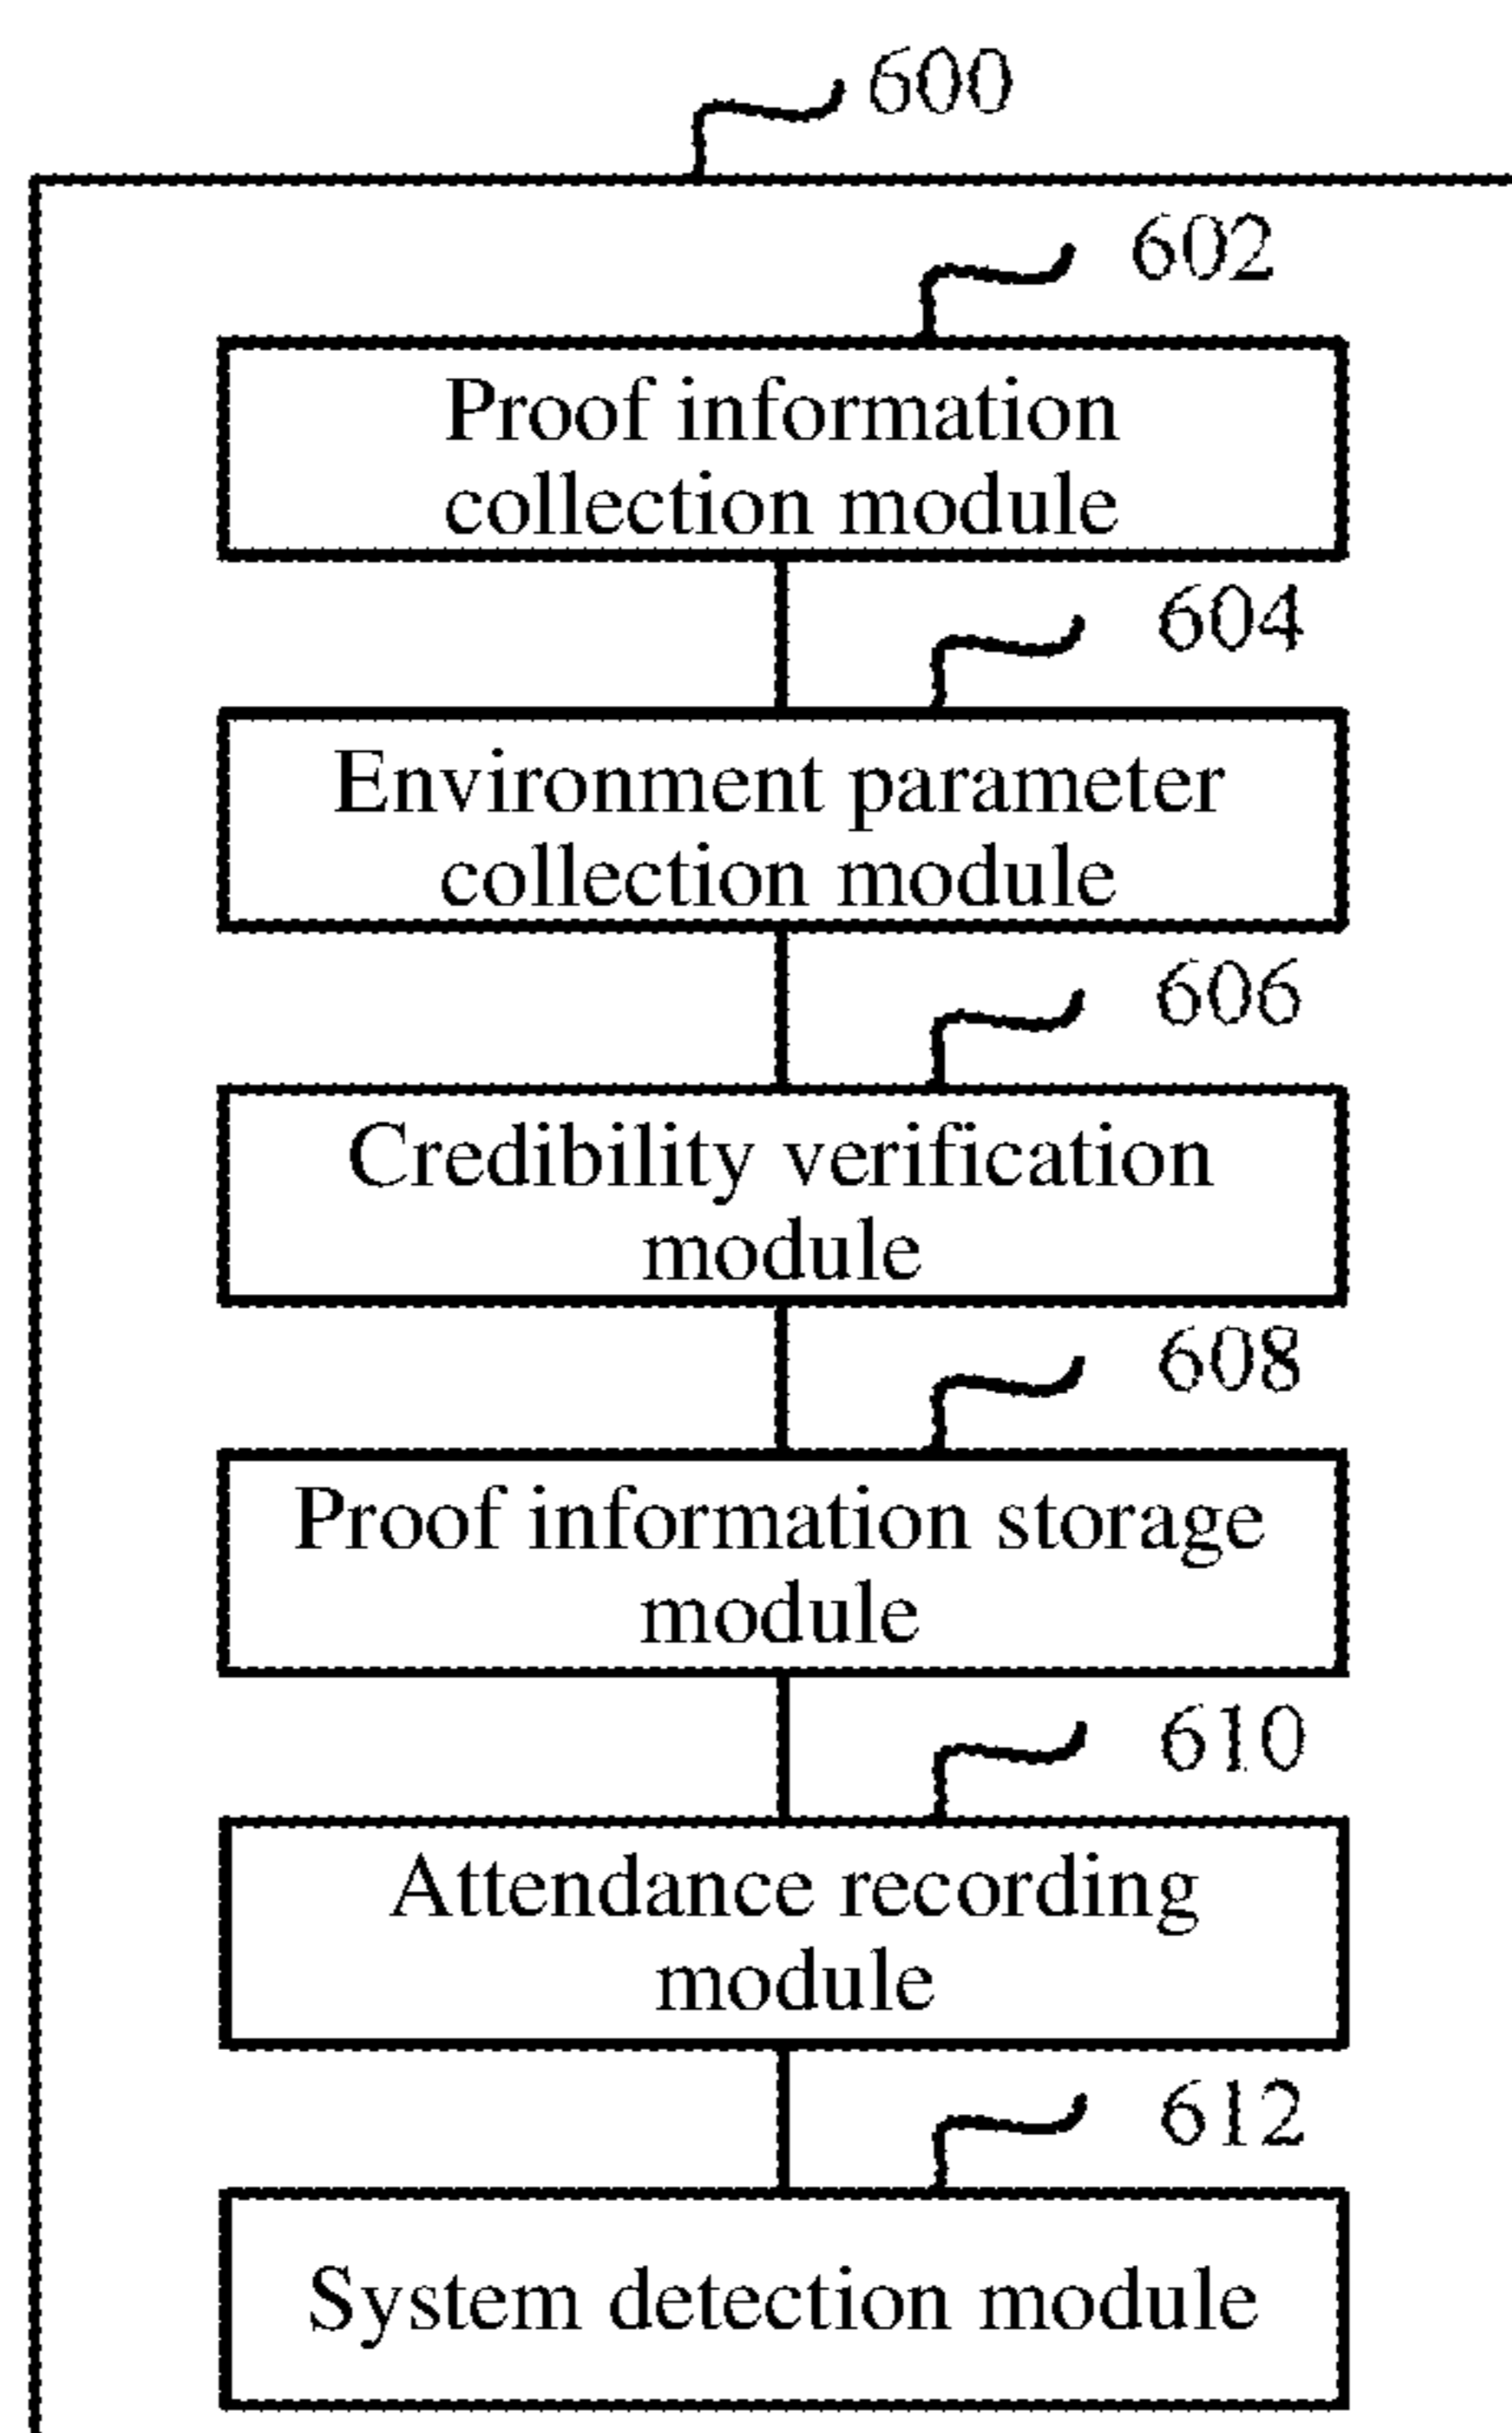 600
602
Proof information
collection module
604
Environment parameter
collection module
606
Credibility verification
module
608
Proof information storage
module
610
Attendance recording
module
612
System detection module